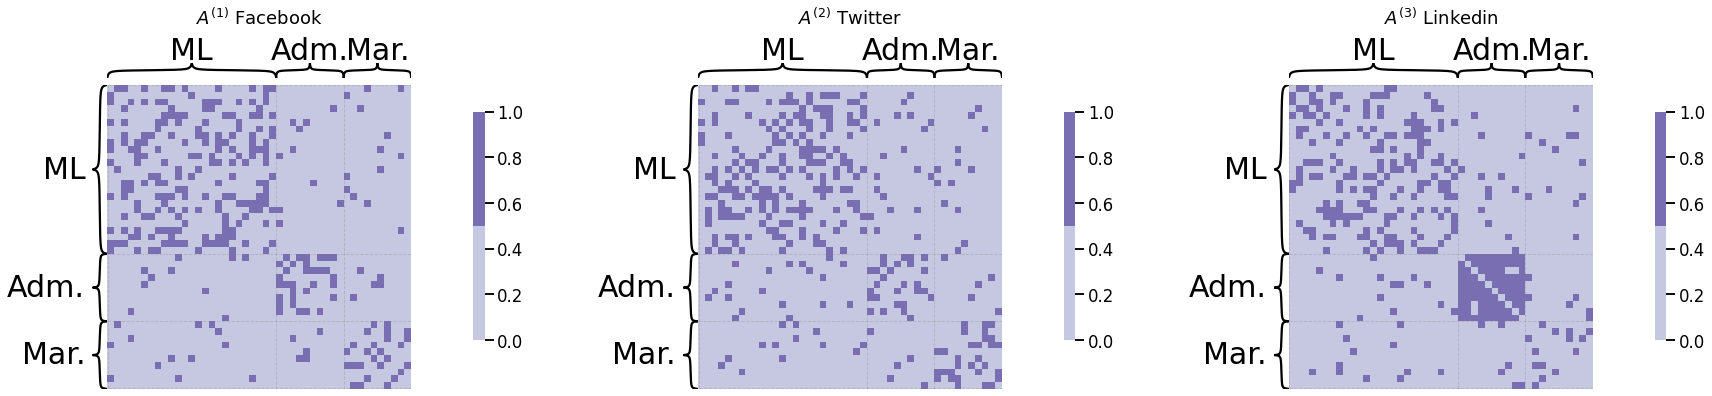 A⁽¹⁾ Facebook
ML Adm. Mar.
ML
Adm.
Mar.
1.0
0.8
0.6
0.4
0.2
0.0
A⁽²⁾ Twitter
ML Adm. Mar.
ML
Adm.
Mar.
1.0
0.8
0.6
0.4
0.2
0.0
A⁽³⁾ Linkedin
ML Adm. Mar.
ML
Adm.
Mar.
1.0
0.8
0.6
0.4
0.2
0.0